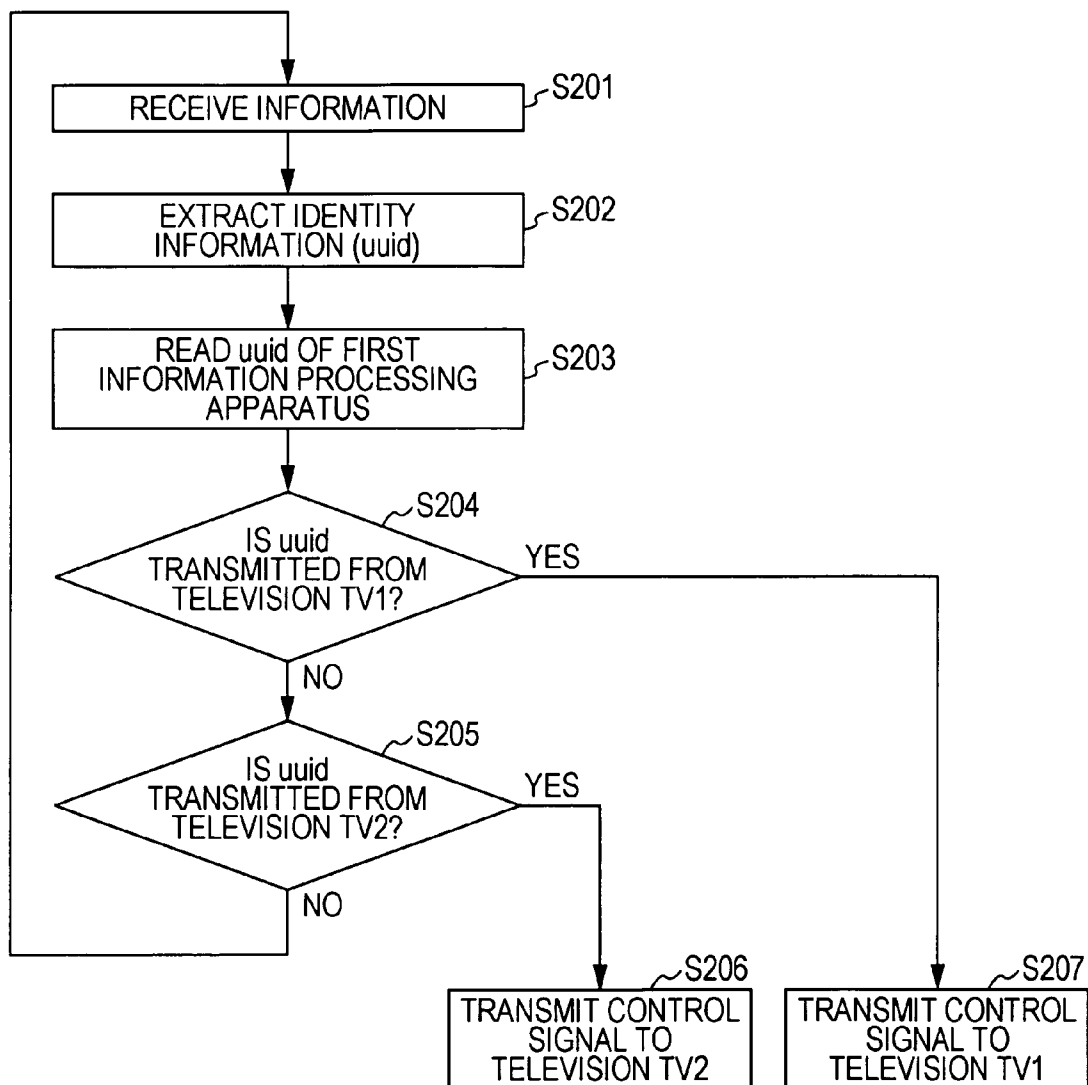 RECEIVE INFORMATION
S201
EXTRACT IDENTITY
INFORMATION (uuid)
S202
READ uuid OF FIRST
INFORMATION PROCESSING
APPARATUS
S203
S204
IS uuid
TRANSMITTED FROM
TELEVISION TV1?
YES
NO
S205
IS uuid
TRANSMITTED FROM
TELEVISION TV2?
YES
NO
S206
TRANSMIT CONTROL
SIGNAL TO
TELEVISION TV2
S207
TRANSMIT CONTROL
SIGNAL TO
TELEVISION TV1